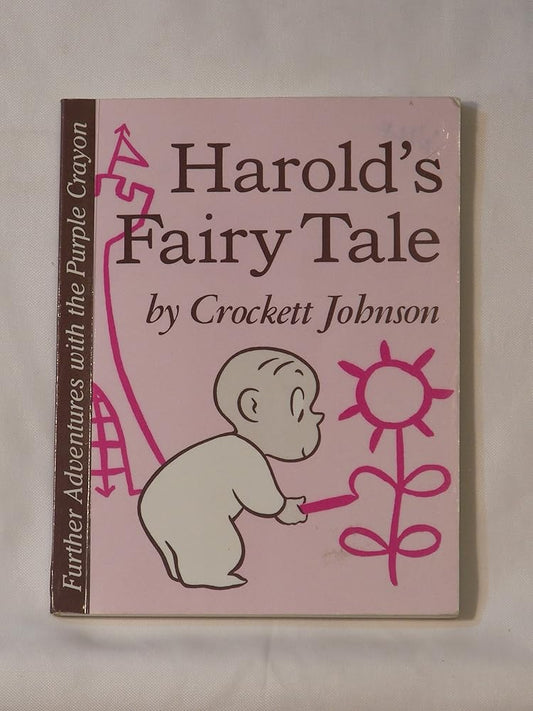 Further Adventures with the Purple Crayon
Harold's
Fairy Tale
by Crockett Johnson